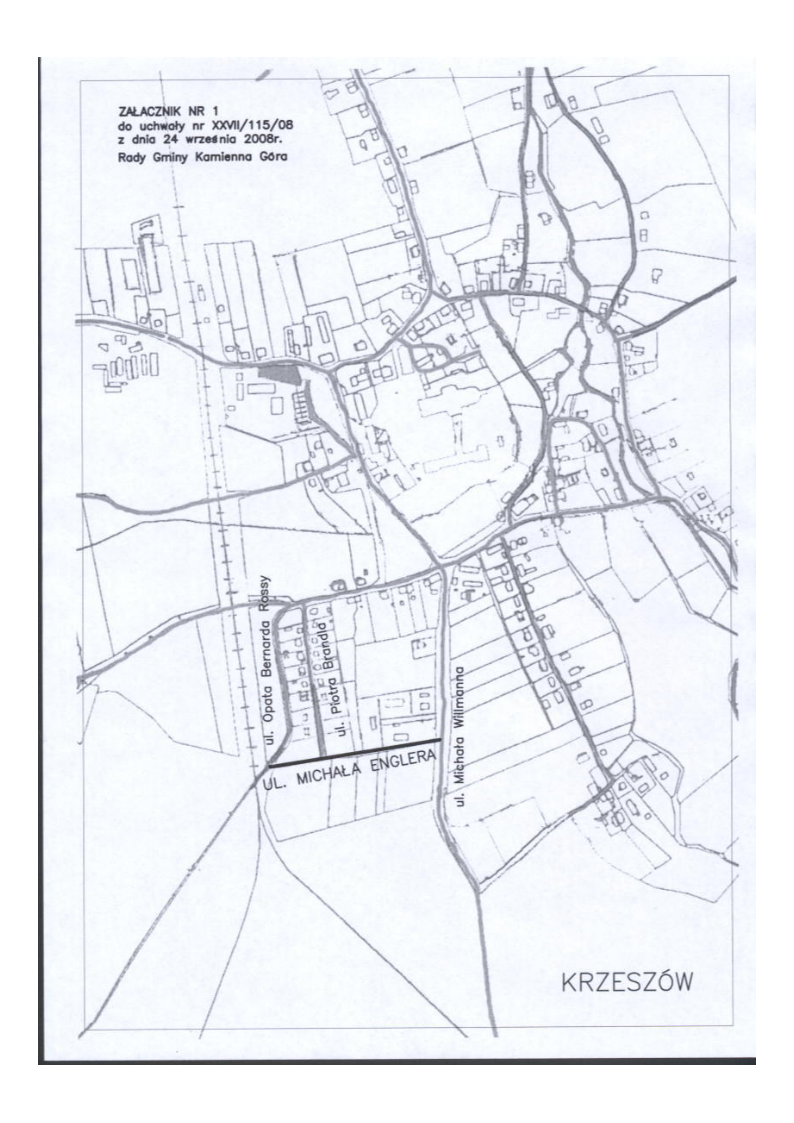 ZAŁACZNIK NR 1
do uchwały nr XXVII/115/08
z dnia 24 września 2008r.
Rady Gminy Kamienna Góra
ul. Opata Bernarda Rossy
ul. Piotra Brandla
ul. Michała Willmanna
UL. MICHAŁA ENGLERA
KRZESZÓW